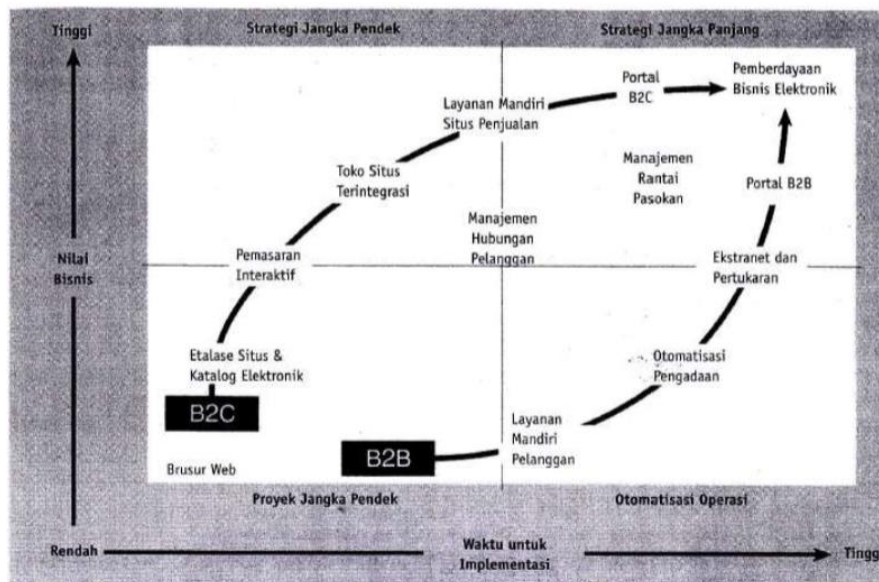 Tinggi
Strategi Jangka Pendek
Strategi Jangka Panjang
Portal
B2C
Pemberdayaan
Bisnis Elektronik
Layanan Mandiri
Situs Penjualan
Toko Situs
Terintegrasi
Manajemen
Rantai
Pasokan
Portal B2B
Manajemen
Hubungan
Pelanggan
Nilai
Bisnis
Pemasaran
Interaktif
Ekstranet dan
Pertukaran
Etalase Situs &
Katalog Elektronik
Otomatisasi
Pengadaan
B2C
Layanan
Mandiri
Pelanggan
B2B
Brusur Web
Proyek Jangka Pendek
Otomatisasi Operasi
Rendah
Waktu untuk
Implementasi
Tingg